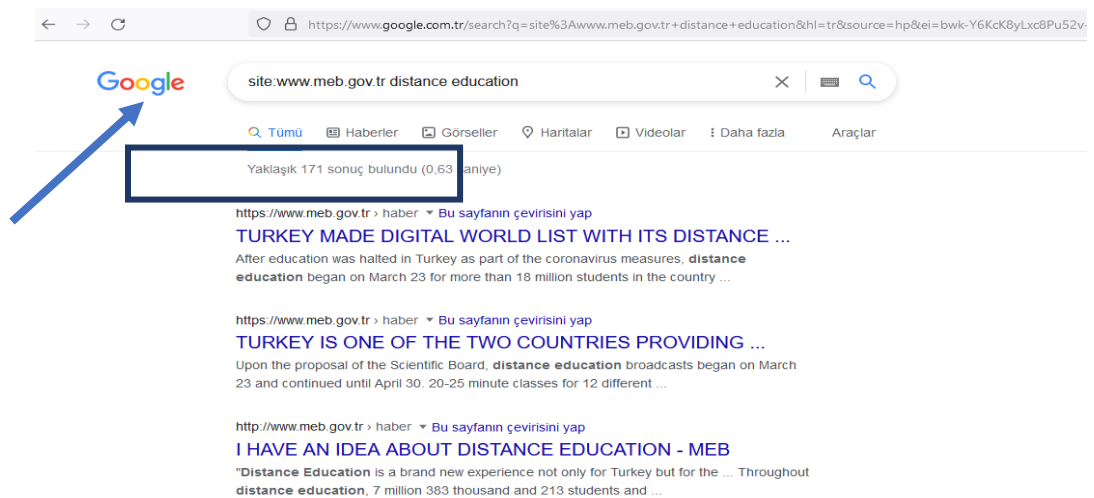 https://www.google.com.tr/search?q=site%3Awww.meb.gov.tr+distance+education&hl=tr&source=hp&ei=bwk-Y6KcK8yLxc8Pu52v
Google
site:www.meb.gov.tr distance education
Tümü Haberler Görseller Haritalar Videolar Daha fazla Araçlar
Yaklaşık 171 sonuç bulundu (0,63 aniye)
https://www.meb.gov.tr › haber Bu sayfanın çevirisini yap
TURKEY MADE DIGITAL WORLD LIST WITH ITS DISTANCE ...
After education was halted in Turkey as part of the coronavirus measures, distance
education began on March 23 for more than 18 million students in the country ...
https://www.meb.gov.tr › haber Bu sayfanın çevirisini yap
TURKEY IS ONE OF THE TWO COUNTRIES PROVIDING ...
Upon the proposal of the Scientific Board, distance education broadcasts began on March
23 and continued until April 30. 20-25 minute classes for 12 different ...
http://www.meb.gov.tr › haber Bu sayfanın çevirisini yap
I HAVE AN IDEA ABOUT DISTANCE EDUCATION - MEB
"Distance Education is a brand new experience not only for Turkey but for the ... Throughout
distance education, 7 million 383 thousand and 213 students and ...